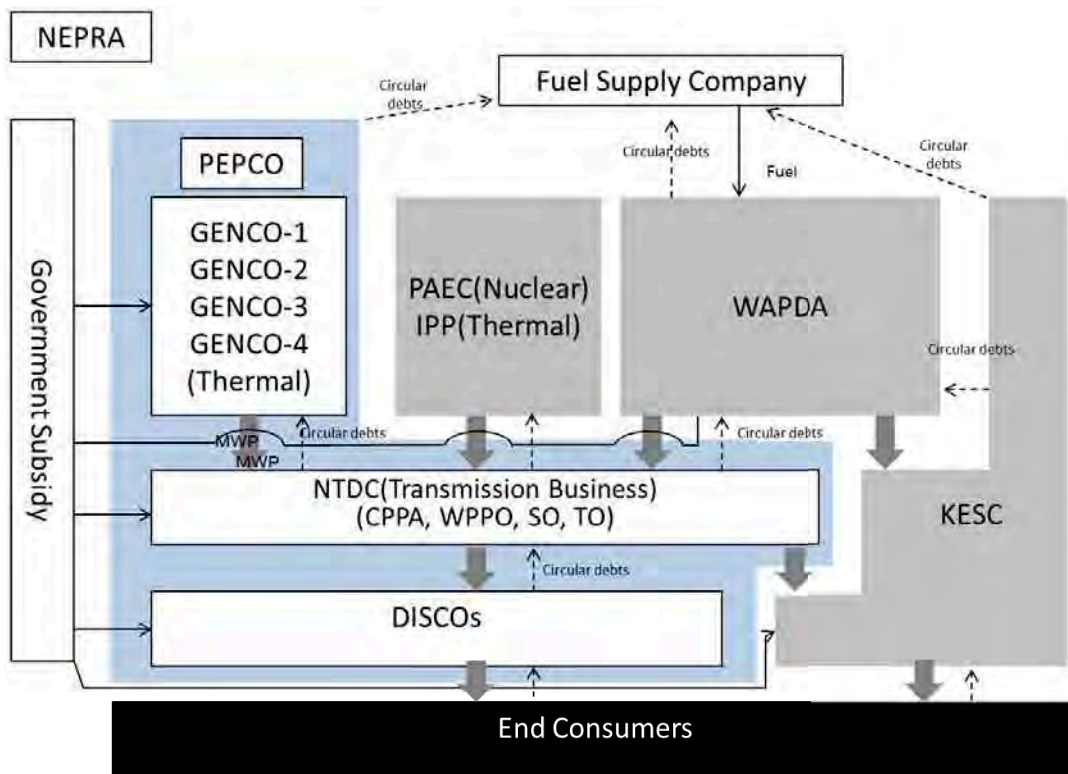 NEPRA
Fuel Supply Company
Circular
debts
Circular debts
Fuel
Circular
debts
PEPCO
GENCO-1
GENCO-2
GENCO-3
GENCO-4
(Thermal)
PAEC(Nuclear)
IPP(Thermal)
WAPDA
Circular debts
Government Subsidy
MWP
Circular debts
Circular debts
MWP
NTDC(Transmission Business)
(CPPA, WPPO, SO, TO)
KESC
Circular debts
DISCOs
End Consumers